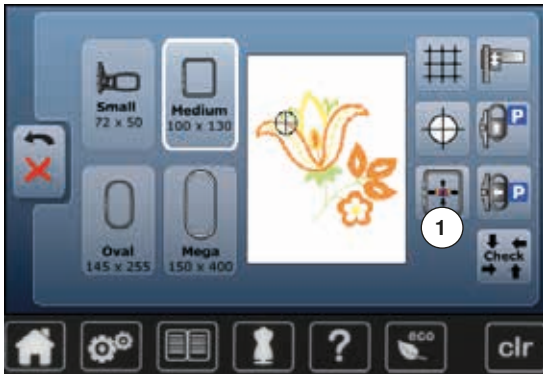 Small
72 x 50
Medium
100 x 130
P
1
P
Oval
145 x 255
Mega
150 x 400
Check
?
eco
clr